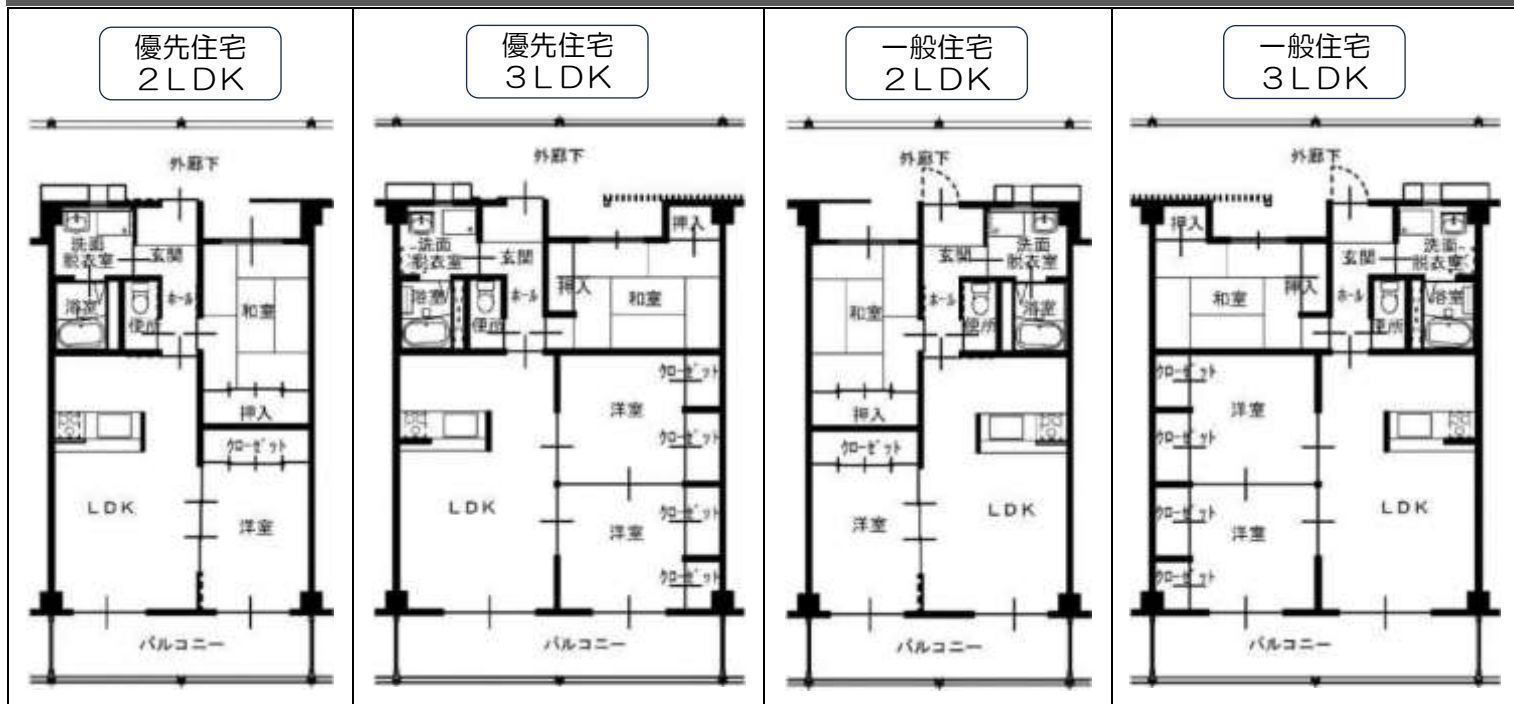 優先住宅
2LDK
外廊下
洗面
脱衣室
玄関
浴室
便所
ホール
和室
押入
クローゼット
LDK
洋室
バルコニー
優先住宅
3LDK
外廊下
押入
洗面
脱衣室
玄関
浴室
便所
ホール
押入
和室
クローゼット
洋室
クローゼット
LDK
クローゼット
洋室
クローゼット
バルコニー
一般住宅
2LDK
外廊下
洗面
脱衣室
玄関
和室
ホール
便所
浴室
押入
クローゼット
洋室
LDK
バルコニー
一般住宅
3LDK
外廊下
押入
洗面
脱衣室
玄関
和室
押入
ホール
便所
浴室
クローゼット
洋室
クローゼット
LDK
クローゼット
洋室
クローゼット
バルコニー